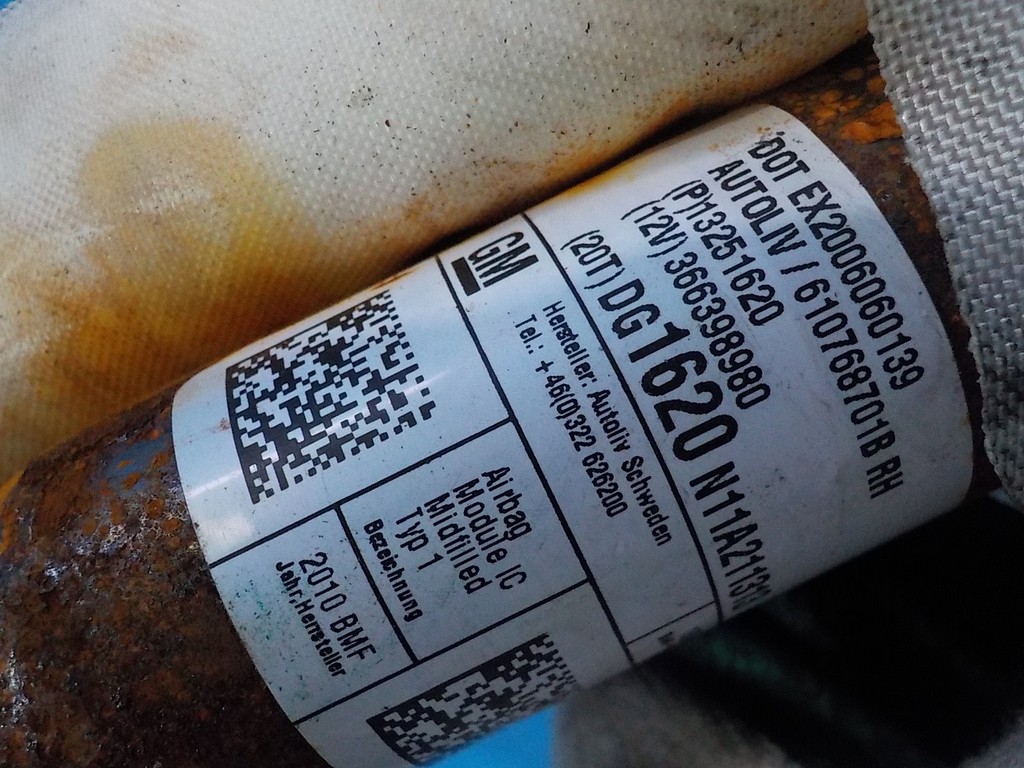 DOT EX2006060139
AUTOLIV / 610768701B RH
(P)13251620
(12V) 366398980
(20T) DG1620
GM
Hersteller: Autoliv Schweden
Tel.: +46(0)322 626200
Airbag
Module IC
Midfilled
Typ 1
Bezeichnung
2010 BMF
Jahr,Hersteller